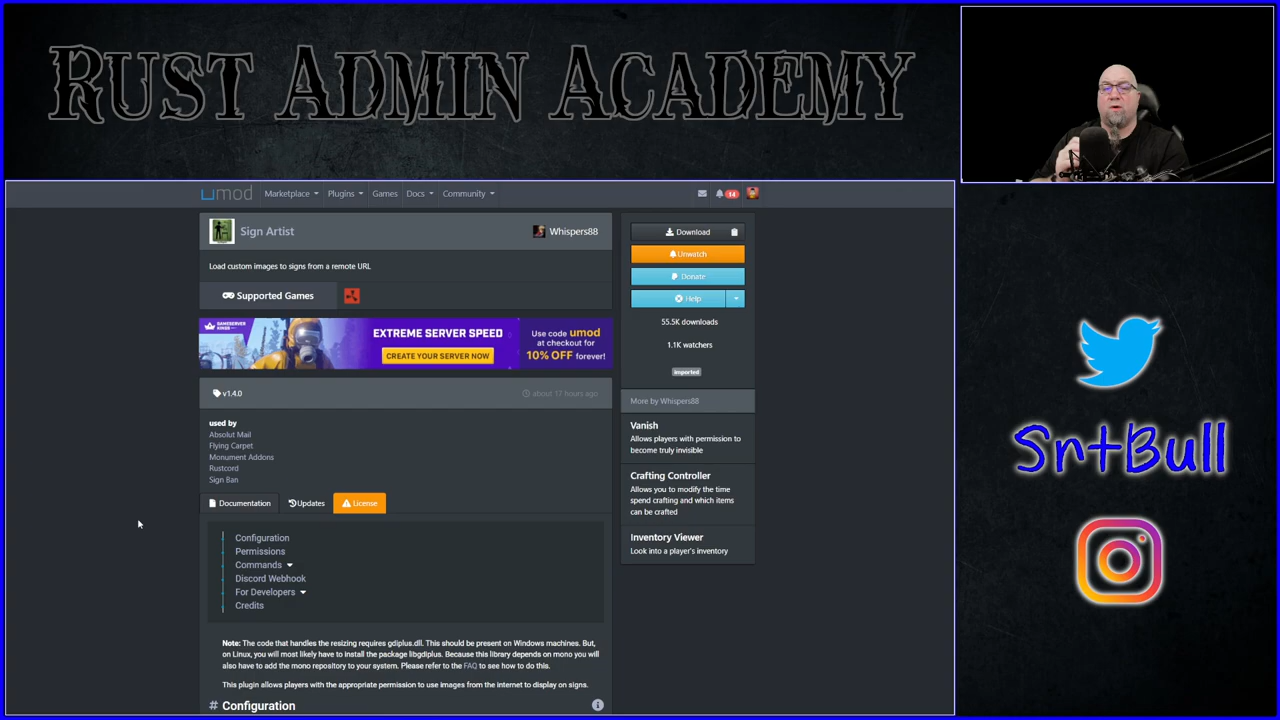 Rust Admin Academy
umod
Marketplace
Plugins
Games
Docs
Community
14
Sign Artist
Whispers88
Load custom images to signs from a remote URL
Supported Games
GAMESERVER
KINGS
EXTREME SERVER SPEED
CREATE YOUR SERVER NOW
Use code umod
at checkout for
10% OFF forever!
v1.4.0
about 17 hours ago
used by
Absolut Mail
Flying Carpet
Monument Addons
Rustcord
Sign Ban
Documentation
Updates
License
Configuration
Permissions
Commands
Discord Webhook
For Developers
Credits
Note: The code that handles the resizing requires gdiplus.dll. This should be present on Windows machines. But,
on Linux, you will most likely have to install the package libgdiplus. Because this library depends on mono you will
also have to add the mono repository to your system. Please refer to the FAQ to see how to do this.
This plugin allows players with the appropriate permission to use images from the internet to display on signs.
# Configuration
Download
Unwatch
Donate
Help
55.5K downloads
1.1K watchers
imported
More by Whispers88
Vanish
Allows players with permission to
become truly invisible
Crafting Controller
Allows you to modify the time
spend crafting and which items
can be crafted
Inventory Viewer
Look into a player's inventory
SntBull